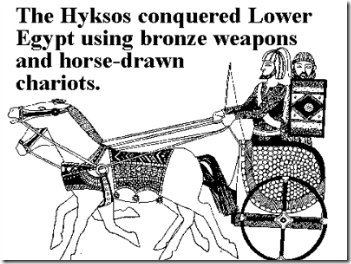 The Hyksos conquered Lower
Egypt using bronze weapons
and horse-drawn
chariots.